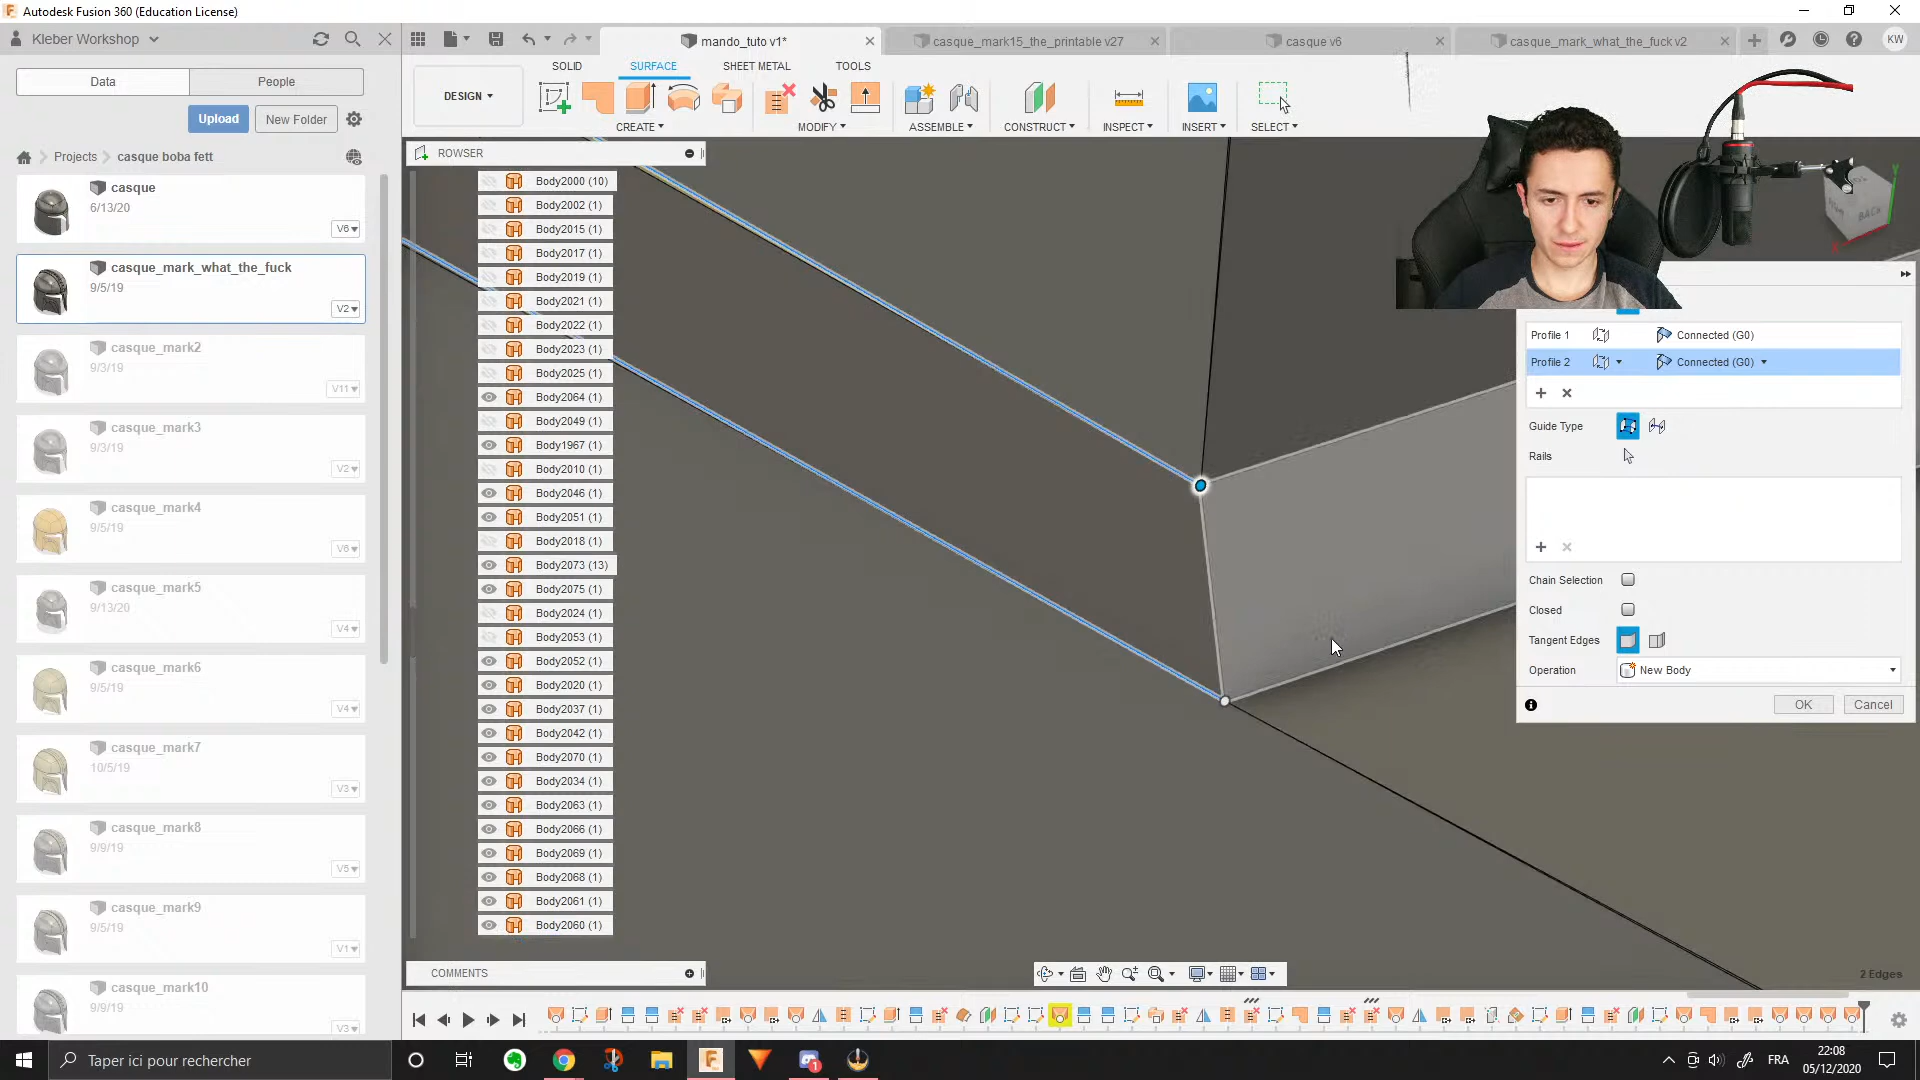 Autodesk Fusion 360 (Education License)
Kleber Workshop
Data
People
Upload
New Folder
Projects
casque boba fett
casque
6/13/20
V6
casque_mark_what_the_fuck
9/5/19
V2
casque_mark2
9/3/19
V11
casque_mark3
9/3/19
V2
casque_mark4
9/5/19
V6
casque_mark5
9/13/20
V4
casque_mark6
9/5/19
V4
casque_mark7
10/5/19
V3
casque_mark8
9/9/19
V5
casque_mark9
9/5/19
V1
casque_mark10
9/9/19
V3
mando_tuto v1*
casque_mark15_the_printable v27
casque v6
casque_mark_what_the_fuck v2
KW
DESIGN
SOLID
SURFACE
SHEET METAL
TOOLS
CREATE
MODIFY
ASSEMBLE
CONSTRUCT
INSPECT
INSERT
SELECT
ROWSER
Body2000 (10)
Body2002 (1)
Body2015 (1)
Body2017 (1)
Body2019 (1)
Body2021 (1)
Body2022 (1)
Body2023 (1)
Body2025 (1)
Body2064 (1)
Body2049 (1)
Body1967 (1)
Body2010 (1)
Body2046 (1)
Body2051 (1)
Body2018 (1)
Body2073 (13)
Body2075 (1)
Body2024 (1)
Body2053 (1)
Body2052 (1)
Body2020 (1)
Body2037 (1)
Body2042 (1)
Body2070 (1)
Body2034 (1)
Body2063 (1)
Body2066 (1)
Body2069 (1)
Body2068 (1)
Body2061 (1)
Body2060 (1)
COMMENTS
BACK
Profile 1
Connected (G0)
Profile 2
Connected (G0)
Guide Type
Rails
Chain Selection
Closed
Tangent Edges
Operation
New Body
OK
Cancel
2 Edges
Taper ici pour rechercher
FRA
22:08
05/12/2020